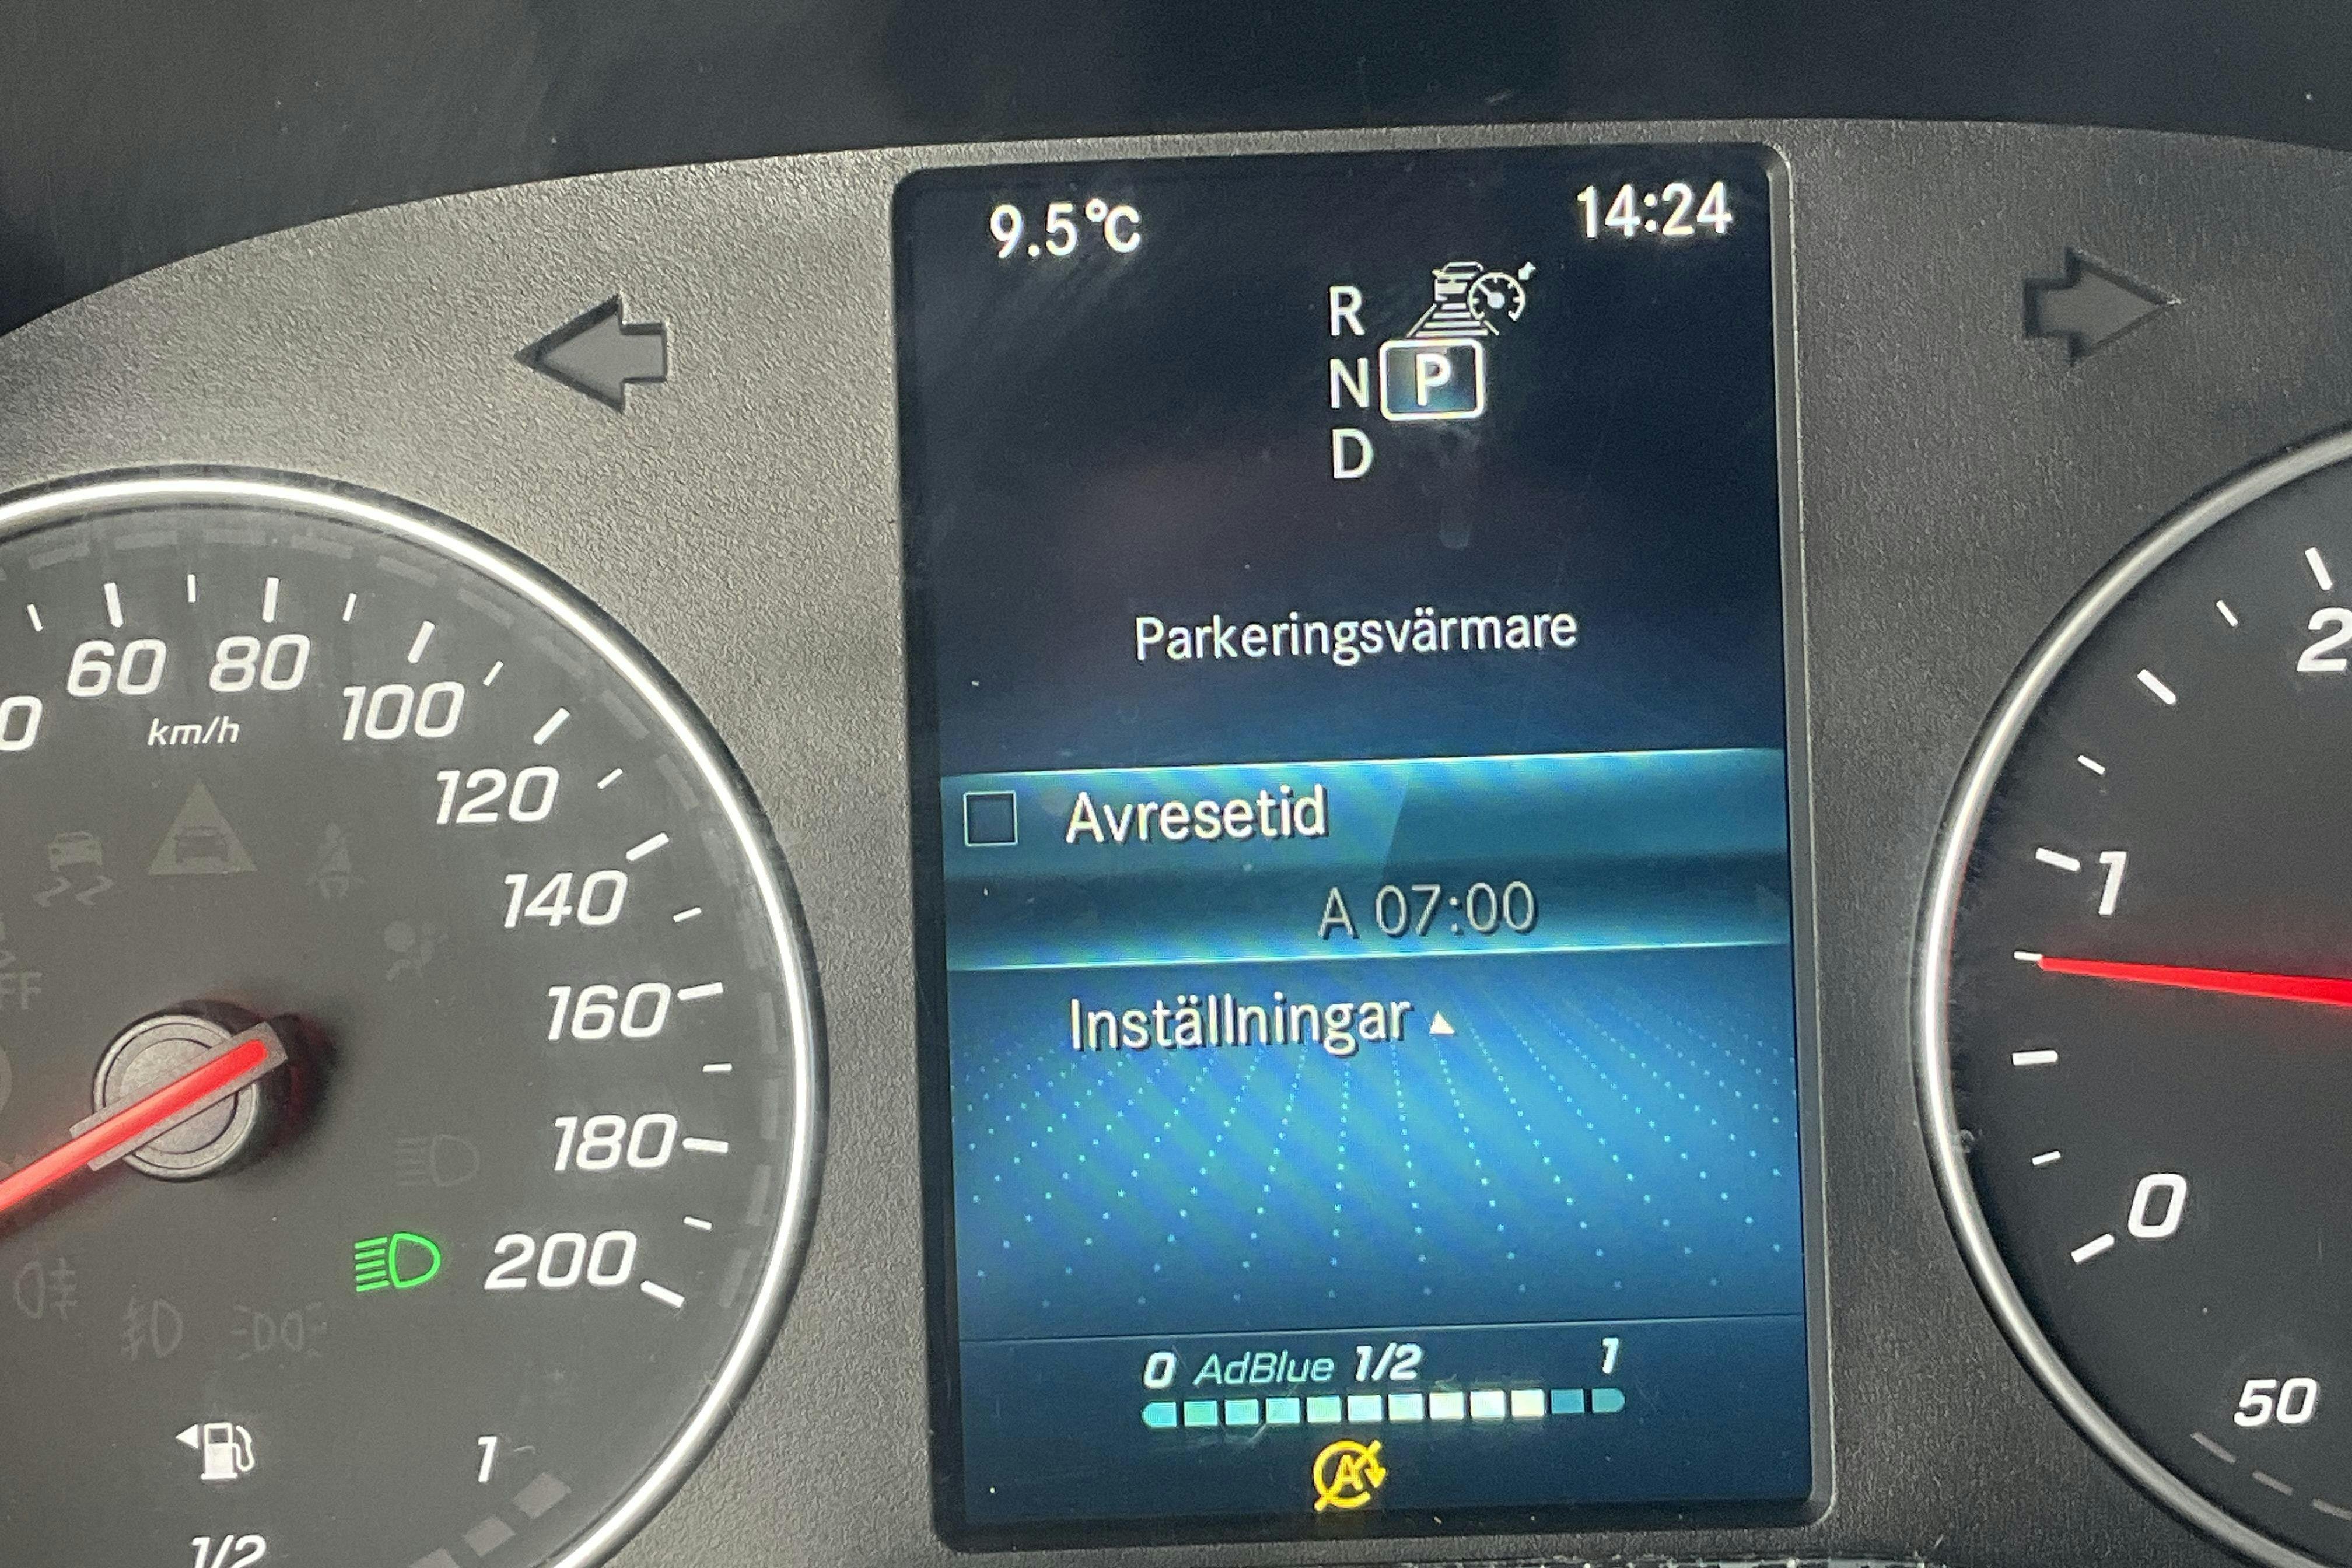 9.5°C 14:24
R
N P
D
Parkeringsvärmare
Avresetid
A 07:00
Inställningar
0 AdBlue 1/2 1
60 80 100 120 140 160 180 200
km/h
1
1/2
2
1
0
50